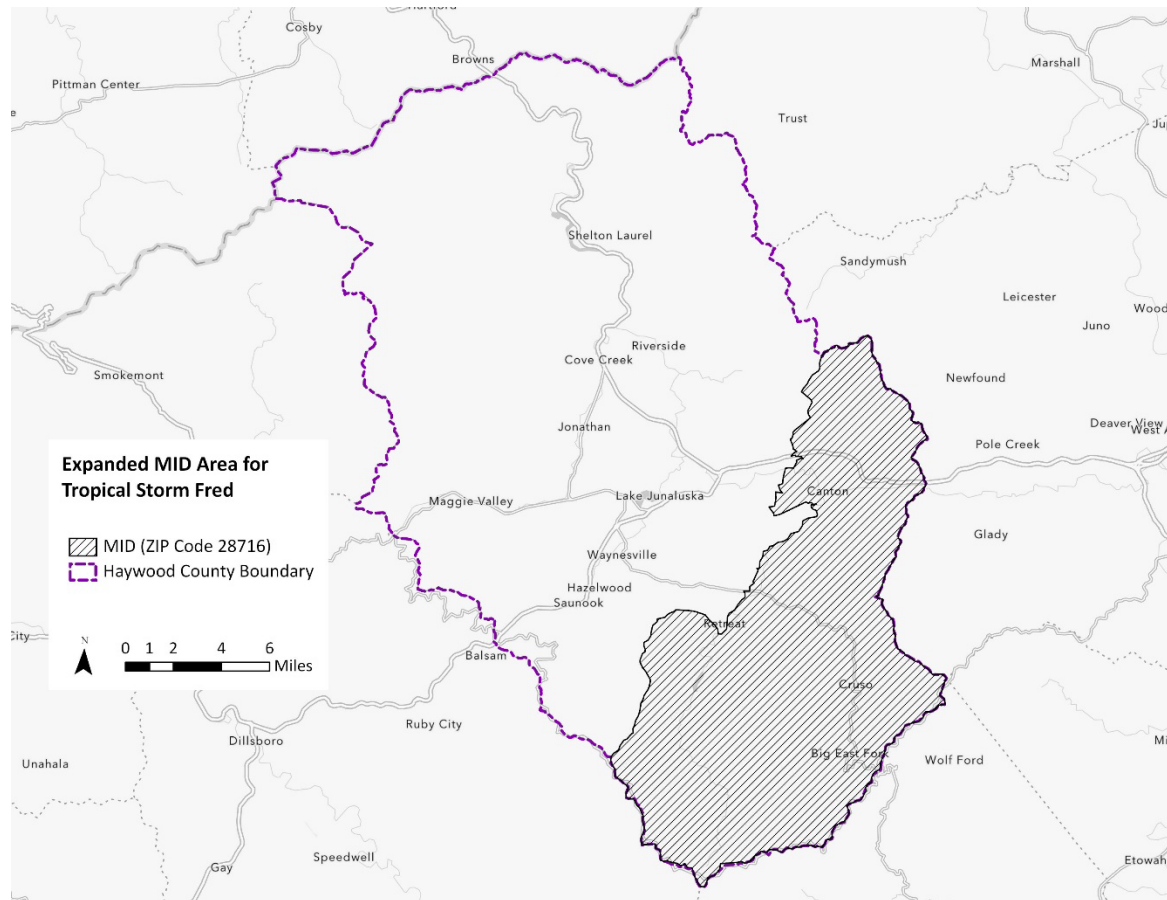 Hartford
Cosby
Browns
Marshall
Pittman Center
Trust
Shelton Laurel
Sandymush
Leicester
Juno
Riverside
Cove Creek
Smokemont
Newfound
Jonathan
Deaver View
Pole Creek
Expanded MID Area for
Tropical Storm Fred
Maggie Valley
Lake Junaluska
Canton
MID (ZIP Code 28716)
Haywood County Boundary
Waynesville
Glady
Hazelwood
Saunook
Retreat
N
0 1 2 4 6
Miles
Balsam
Cruso
Ruby City
Dillsboro
Big East Fork
Wolf Ford
Unahala
City
Speedwell
Gay
Etowah